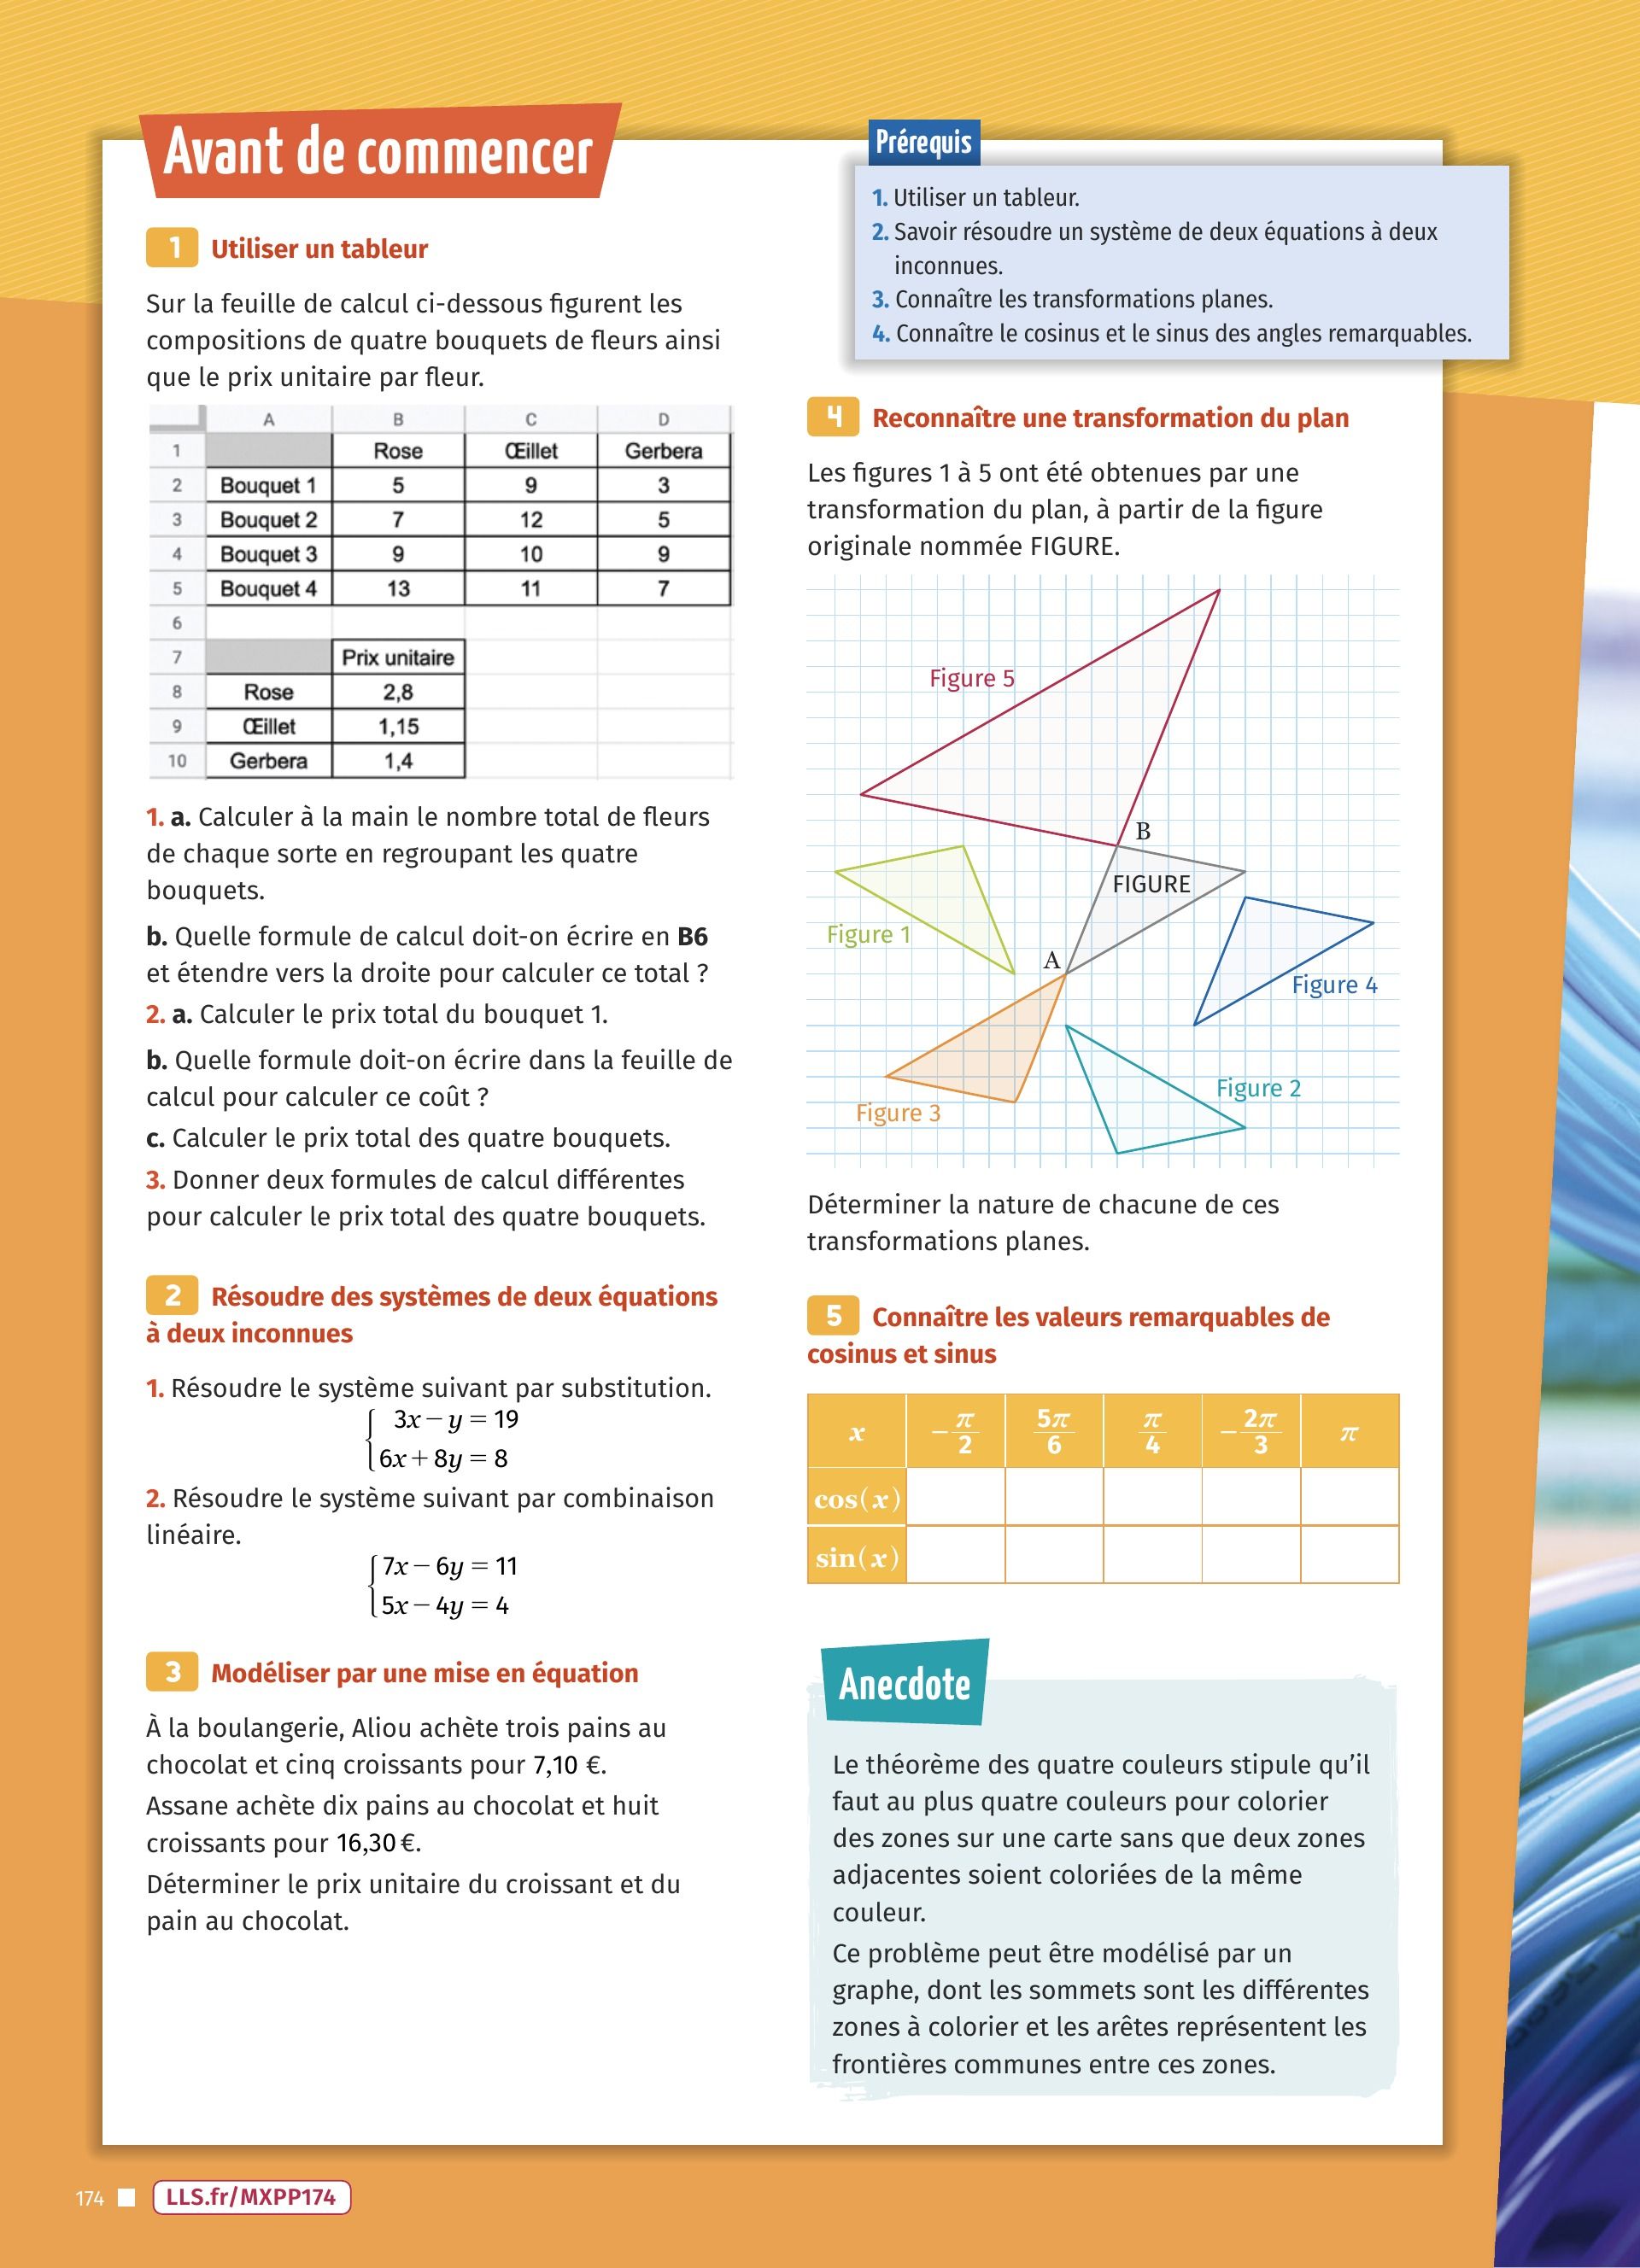 Avant de commencer
Prérequis
1. Utiliser un tableur.
2. Savoir résoudre un système de deux équations à deux
inconnues.
3. Connaître les transformations planes.
4. Connaître le cosinus et le sinus des angles remarquables.
1 Utiliser un tableur
Sur la feuille de calcul ci-dessous figurent les
compositions de quatre bouquets de fleurs ainsi
que le prix unitaire par fleur.
A B C D
1 Rose Œillet Gerbera
2 Bouquet 1 5 9 3
3 Bouquet 2 7 12 5
4 Bouquet 3 9 10 9
5 Bouquet 4 13 11 7
6
7 Prix unitaire
8 Rose 2,8
9 Œillet 1,15
10 Gerbera 1,4
1. a. Calculer à la main le nombre total de fleurs
de chaque sorte en regroupant les quatre
bouquets.
b. Quelle formule de calcul doit-on écrire en B6
et étendre vers la droite pour calculer ce total ?
2. a. Calculer le prix total du bouquet 1.
b. Quelle formule doit-on écrire dans la feuille de
calcul pour calculer ce coût ?
c. Calculer le prix total des quatre bouquets.
3. Donner deux formules de calcul différentes
pour calculer le prix total des quatre bouquets.
2 Résoudre des systèmes de deux équations
à deux inconnues
1. Résoudre le système suivant par substitution.
3x − y = 19
6x + 8y = 8
2. Résoudre le système suivant par combinaison
linéaire.
7x − 6y = 11
5x − 4y = 4
3 Modéliser par une mise en équation
À la boulangerie, Aliou achète trois pains au
chocolat et cinq croissants pour 7,10 €.
Assane achète dix pains au chocolat et huit
croissants pour 16,30 €.
Déterminer le prix unitaire du croissant et du
pain au chocolat.
4 Reconnaître une transformation du plan
Les figures 1 à 5 ont été obtenues par une
transformation du plan, à partir de la figure
originale nommée FIGURE.
Figure 5
B
FIGURE
Figure 1
A
Figure 4
Figure 2
Figure 3
Déterminer la nature de chacune de ces
transformations planes.
5 Connaître les valeurs remarquables de
cosinus et sinus
x −π/2 5π/6 π/4 −2π/3 π
cos(x)
sin(x)
Anecdote
Le théorème des quatre couleurs stipule qu’il
faut au plus quatre couleurs pour colorier
des zones sur une carte sans que deux zones
adjacentes soient coloriées de la même
couleur.
Ce problème peut être modélisé par un
graphe, dont les sommets sont les différentes
zones à colorier et les arêtes représentent les
frontières communes entre ces zones.
174 LLS.fr/MXPP174